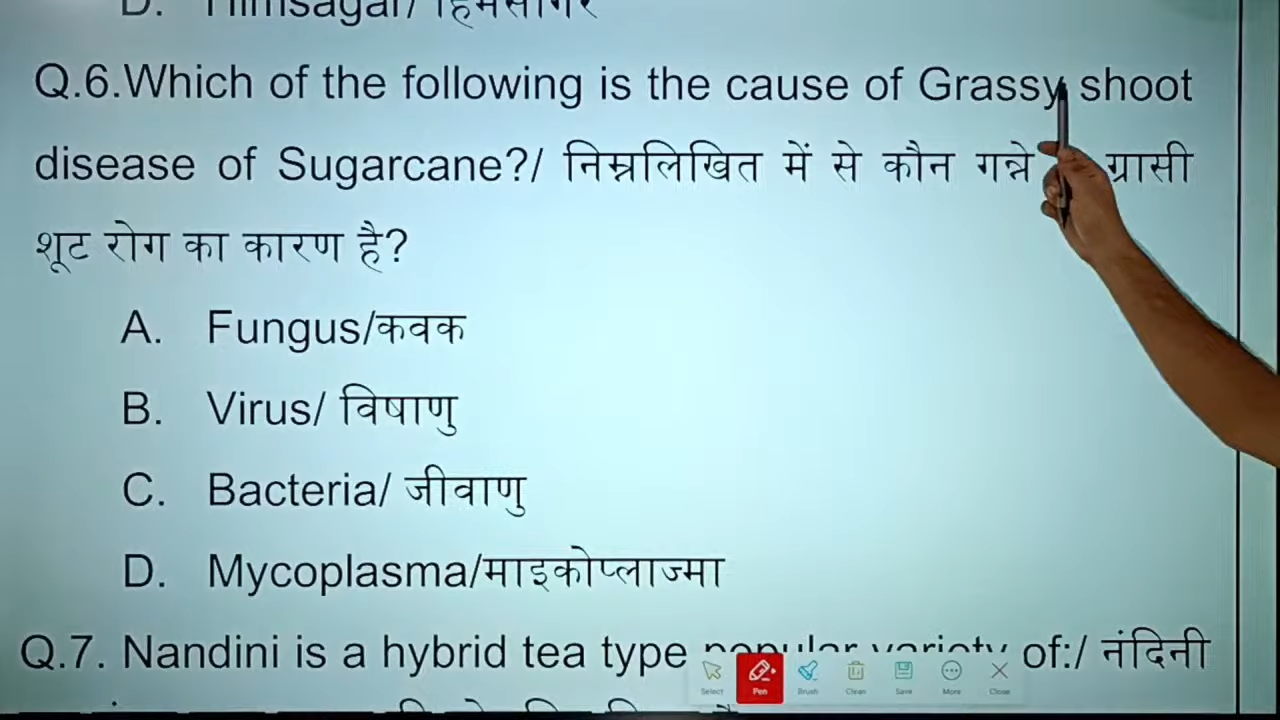 D. Himsagar/ हिमसागर
Q.6.Which of the following is the cause of Grassy shoot
disease of Sugarcane?/ निम्नलिखित में से कौन गन्ने ग्रासी
शूट रोग का कारण है?
A. Fungus/कवक
B. Virus/ विषाणु
C. Bacteria/ जीवाणु
D. Mycoplasma/माइकोप्लाज्मा
Q.7. Nandini is a hybrid tea type popular variety of:/ नंदिनी
Select Pen Brush Clean Save More Close